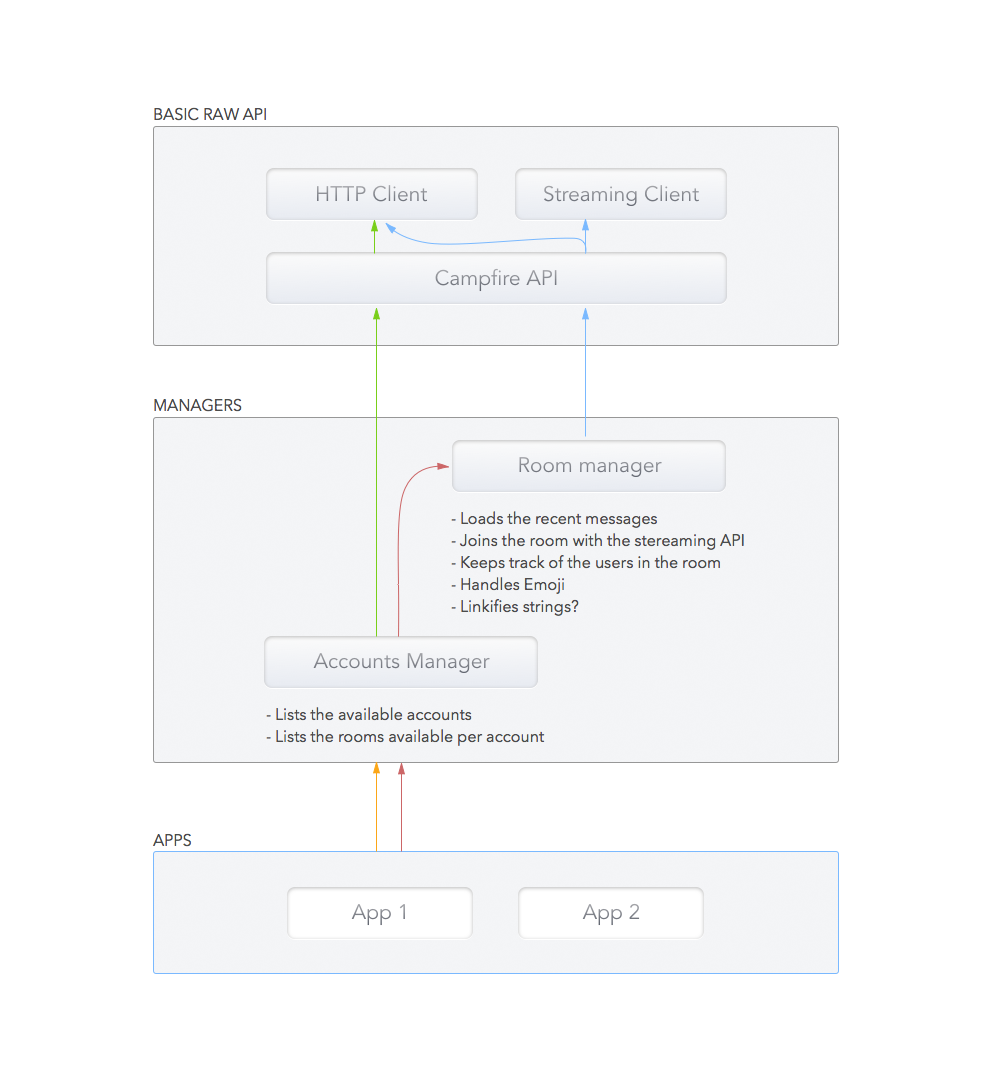 BASIC RAW API
HTTP Client
Streaming Client
Campfire API
MANAGERS
Room manager
- Loads the recent messages
- Joins the room with the stereaming API
- Keeps track of the users in the room
- Handles Emoji
- Linkifies strings?
Accounts Manager
- Lists the available accounts
- Lists the rooms available per account
APPS
App 1
App 2